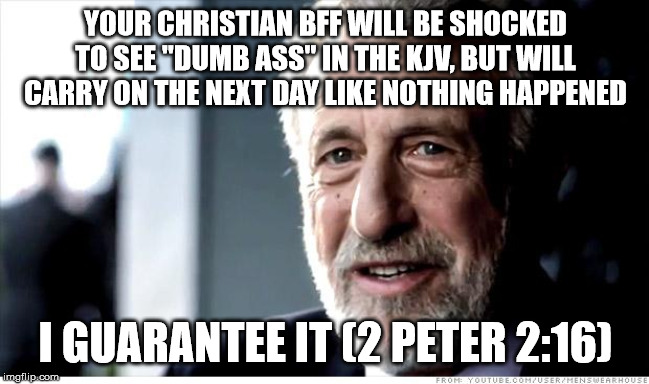 YOUR CHRISTIAN BFF WILL BE SHOCKED
TO SEE "DUMB ASS" IN THE KJV, BUT WILL
CARRY ON THE NEXT DAY LIKE NOTHING HAPPENED
I GUARANTEE IT (2 PETER 2:16)
imgflip.com
FROM: YOUTUBE.COM/USER/MENSWEARHOUSE